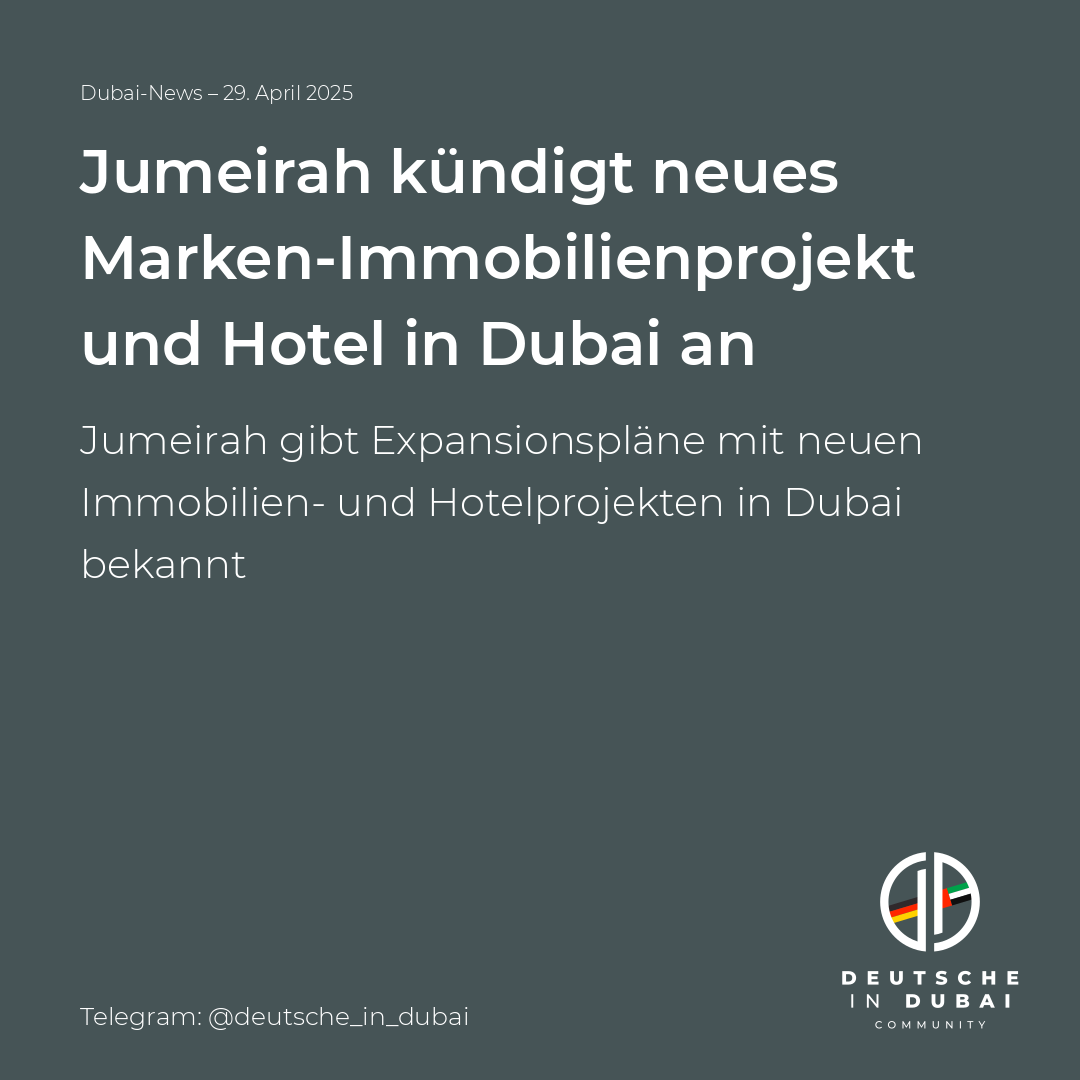 Dubai-News – 29. April 2025
Jumeirah kündigt neues
Marken-Immobilienprojekt
und Hotel in Dubai an
Jumeirah gibt Expansionspläne mit neuen
Immobilien- und Hotelprojekten in Dubai
bekannt
DEUTSCHE
IN DUBAI
COMMUNITY
Telegram: @deutsche_in_dubai